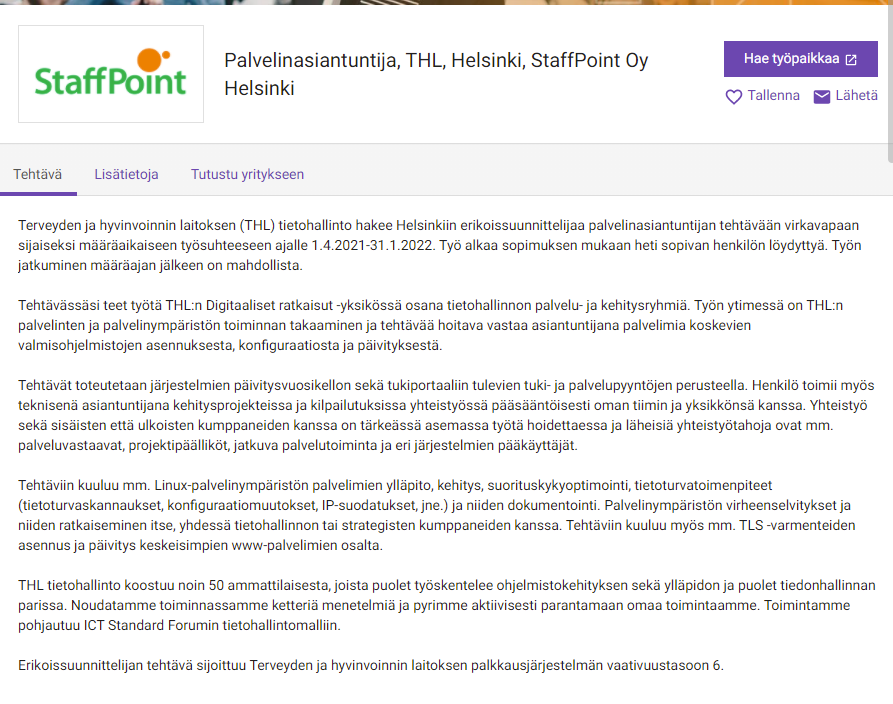 StaffPoint
Palvelinasiantuntija, THL, Helsinki, StaffPoint Oy
Helsinki
Hae työpaikkaa
Tallenna
Lähetä
Tehtävä
Lisätietoja
Tutustu yritykseen
Terveyden ja hyvinvoinnin laitoksen (THL) tietohallinto hakee Helsinkiin erikoissuunnittelijaa palvelinasiantuntijan tehtävään virkavapaan
sijaiseksi määräaikaiseen työsuhteeseen ajalle 1.4.2021-31.1.2022. Työ alkaa sopimuksen mukaan heti sopivan henkilön löydyttyä. Työn
jatkuminen määräajan jälkeen on mahdollista.
Tehtävässäsi teet työtä THL:n Digitaaliset ratkaisut -yksikössä osana tietohallinnon palvelu- ja kehitysryhmiä. Työn ytimessä on THL:n
palvelinten ja palvelinympäristön toiminnan takaaminen ja tehtävää hoitava vastaa asiantuntijana palvelimia koskevien
valmisohjelmistojen asennuksesta, konfiguraatiosta ja päivityksestä.
Tehtävät toteutetaan järjestelmien päivitysvuosikellon sekä tukiportaaliin tulevien tuki- ja palvelupyyntöjen perusteella. Henkilö toimii myös
teknisenä asiantuntijana kehitysprojekteissa ja kilpailutuksissa yhteistyössä pääsääntöisesti oman tiimin ja yksikkönsä kanssa. Yhteistyö
sekä sisäisten että ulkoisten kumppaneiden kanssa on tärkeässä asemassa työtä hoidettaessa ja läheisiä yhteistyötahoja ovat mm.
palveluvastaavat, projektipäälliköt, jatkuva palvelutoiminta ja eri järjestelmien pääkäyttäjät.
Tehtäviin kuuluu mm. Linux-palvelinympäristön palvelimien ylläpito, kehitys, suorituskykyoptimointi, tietoturvatoimenpiteet
(tietoturvaskannaukset, konfiguraatiomuutokset, IP-suodatukset, jne.) ja niiden dokumentointi. Palvelinympäristön virheenselvitykset ja
niiden ratkaiseminen itse, yhdessä tietohallinnon tai strategisten kumppaneiden kanssa. Tehtäviin kuuluu myös mm. TLS -varmenteiden
asennus ja päivitys keskeisimpien www-palvelimien osalta.
THL tietohallinto koostuu noin 50 ammattilaisesta, joista puolet työskentelee ohjelmistokehityksen sekä ylläpidon ja puolet tiedonhallinnan
parissa. Noudatamme toiminnassamme ketteriä menetelmiä ja pyrimme aktiivisesti parantamaan omaa toimintaamme. Toimintamme
pohjautuu ICT Standard Forumin tietohallintomalliin.
Erikoissuunnittelijan tehtävä sijoittuu Terveyden ja hyvinvoinnin laitoksen palkkausjärjestelmän vaativuustasoon 6.